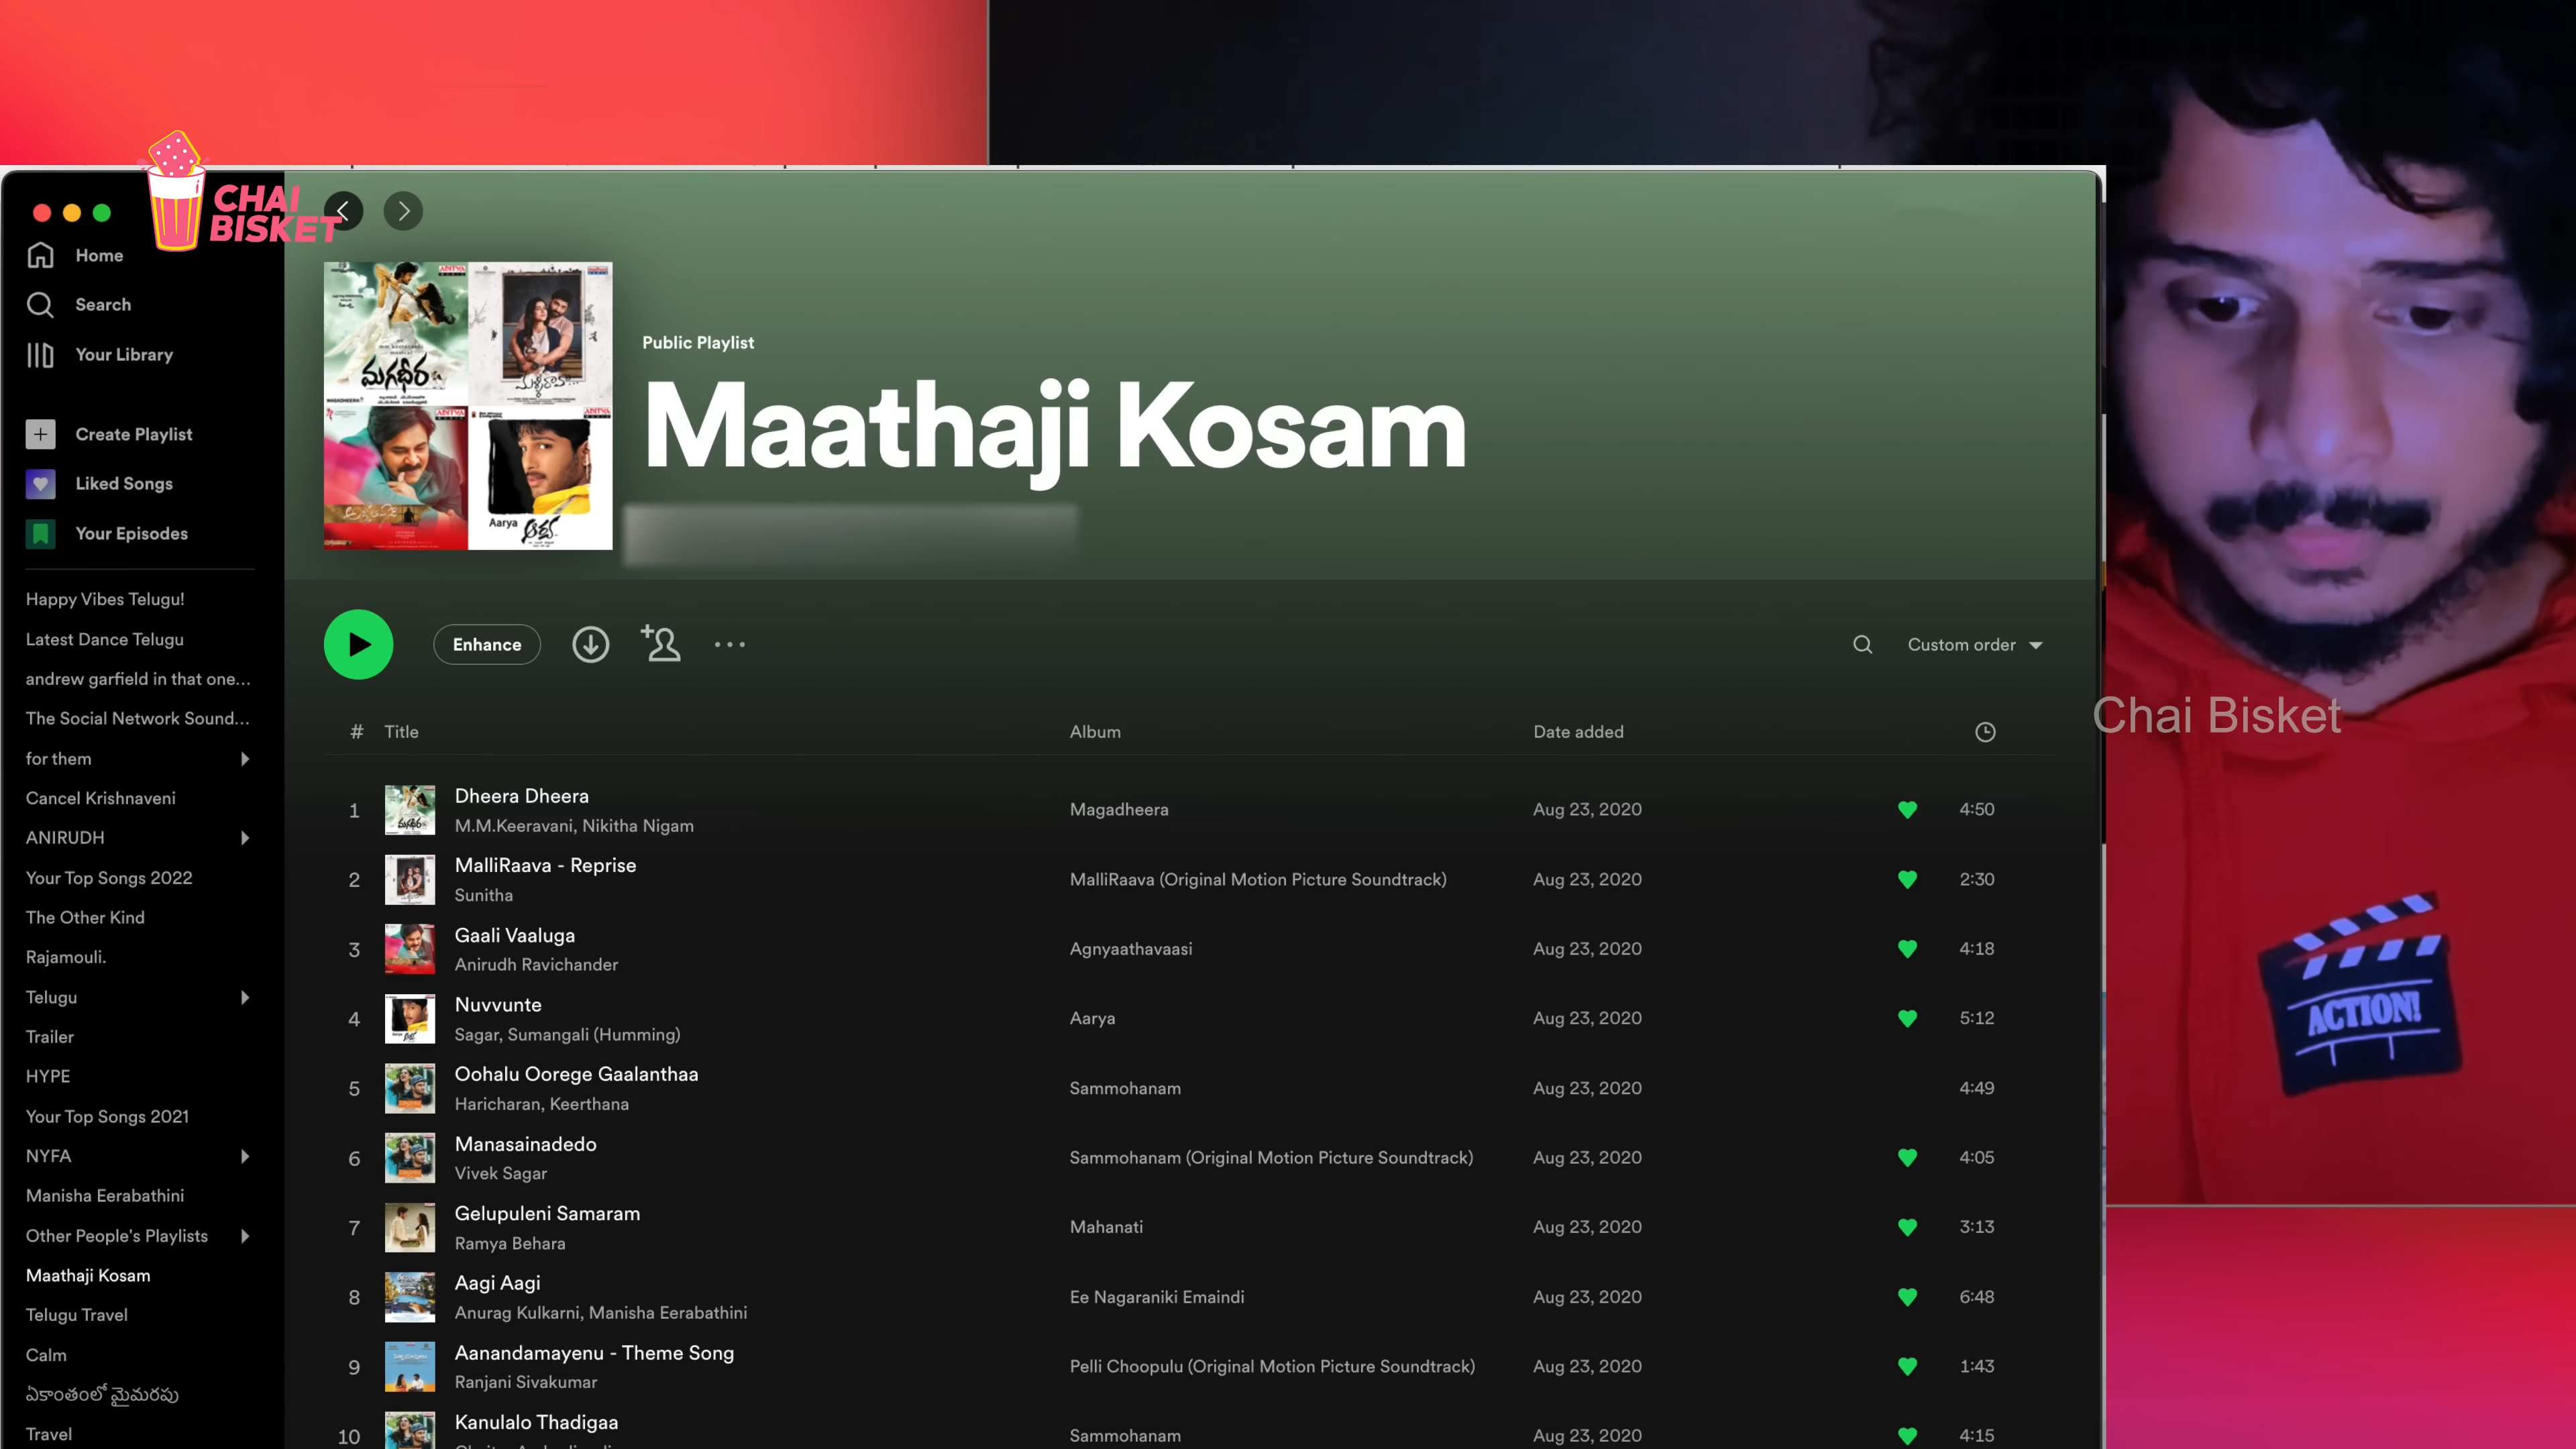 CHAI
BISKET
Home
Search
Your Library
Create Playlist
Liked Songs
Your Episodes
Happy Vibes Telugu!
Latest Dance Telugu
andrew garfield in that one...
The Social Network Sound...
for them
Cancel Krishnaveni
ANIRUDH
Your Top Songs 2022
The Other Kind
Rajamouli.
Telugu
Trailer
HYPE
Your Top Songs 2021
NYFA
Manisha Eerabathini
Other People's Playlists
Maathaji Kosam
Telugu Travel
Calm
ఏకాంతంలో మైమరపు
Travel
ADITYA
మగధీర
MAGADHEERA
మళ్ళీరావా...
ADITYA
ADITYA
Aarya
ఆర్య
Public Playlist
Maathaji Kosam
Enhance
Custom order
# Title Album Date added
1 Dheera Dheera Magadheera Aug 23, 2020 4:50
M.M.Keeravani, Nikitha Nigam
2 MalliRaava - Reprise MalliRaava (Original Motion Picture Soundtrack) Aug 23, 2020 2:30
Sunitha
3 Gaali Vaaluga Agnyaathavaasi Aug 23, 2020 4:18
Anirudh Ravichander
4 Nuvvunte Aarya Aug 23, 2020 5:12
Sagar, Sumangali (Humming)
5 Oohalu Oorege Gaalanthaa Sammohanam Aug 23, 2020 4:49
Haricharan, Keerthana
6 Manasainadedo Sammohanam (Original Motion Picture Soundtrack) Aug 23, 2020 4:05
Vivek Sagar
7 Gelupuleni Samaram Mahanati Aug 23, 2020 3:13
Ramya Behara
8 Aagi Aagi Ee Nagaraniki Emaindi Aug 23, 2020 6:48
Anurag Kulkarni, Manisha Eerabathini
9 Aanandamayenu - Theme Song Pelli Choopulu (Original Motion Picture Soundtrack) Aug 23, 2020 1:43
Ranjani Sivakumar
10 Kanulalo Thadigaa Sammohanam Aug 23, 2020 4:15
Chai Bisket
ACTION!